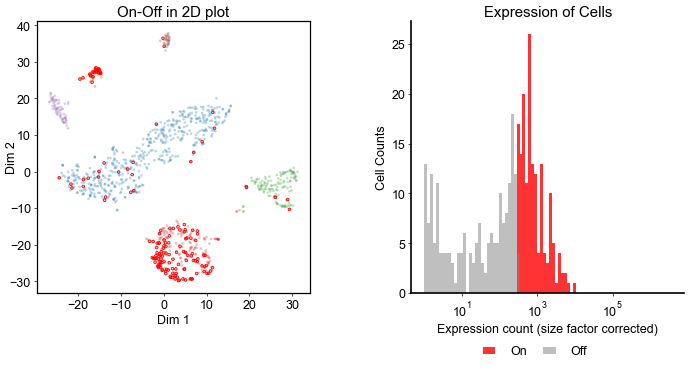 On-Off in 2D plot
40
30
20
10
0
−10
−20
−30
Dim 2
−20 −10 0 10 20 30
Dim 1
Expression of Cells
25
20
15
10
5
0
Cell Counts
10^1 10^3 10^5
Expression count (size factor corrected)
On Off